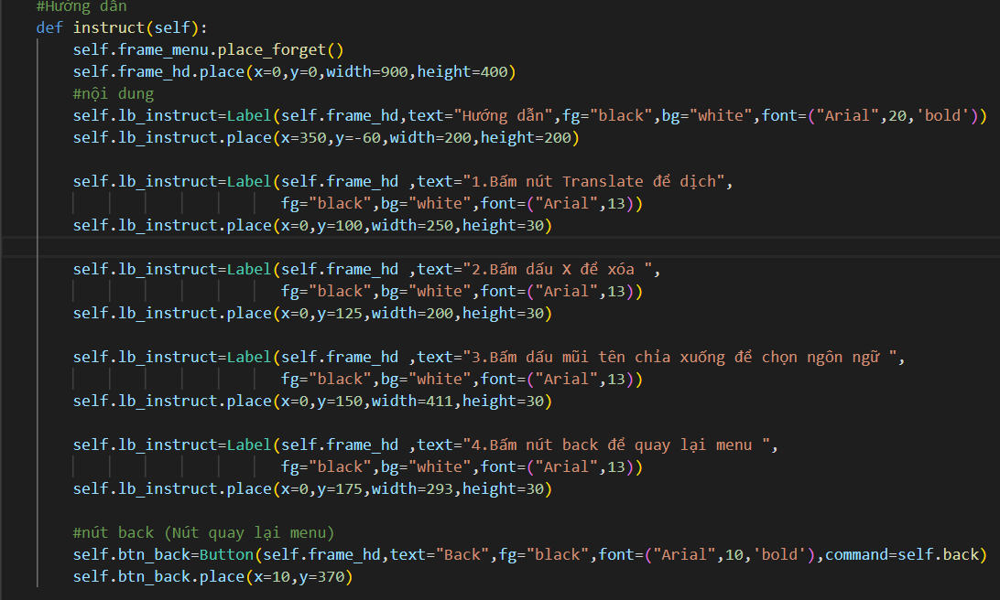 #Hướng dẫn
def instruct(self):
self.frame_menu.place_forget()
self.frame_hd.place(x=0,y=0,width=900,height=400)
#nội dung
self.lb_instruct=Label(self.frame_hd,text="Hướng dẫn",fg="black",bg="white",font=("Arial",20,'bold'))
self.lb_instruct.place(x=350,y=-60,width=200,height=200)
self.lb_instruct=Label(self.frame_hd ,text="1.Bấm nút Translate để dịch",
fg="black",bg="white",font=("Arial",13))
self.lb_instruct.place(x=0,y=100,width=250,height=30)
self.lb_instruct=Label(self.frame_hd ,text="2.Bấm dấu X để xóa ",
fg="black",bg="white",font=("Arial",13))
self.lb_instruct.place(x=0,y=125,width=200,height=30)
self.lb_instruct=Label(self.frame_hd ,text="3.Bấm dấu mũi tên chỉa xuống để chọn ngôn ngữ ",
fg="black",bg="white",font=("Arial",13))
self.lb_instruct.place(x=0,y=150,width=411,height=30)
self.lb_instruct=Label(self.frame_hd ,text="4.Bấm nút back để quay lại menu ",
fg="black",bg="white",font=("Arial",13))
self.lb_instruct.place(x=0,y=175,width=293,height=30)
#nút back (Nút quay lại menu)
self.btn_back=Button(self.frame_hd,text="Back",fg="black",font=("Arial",10,'bold'),command=self.back)
self.btn_back.place(x=10,y=370)